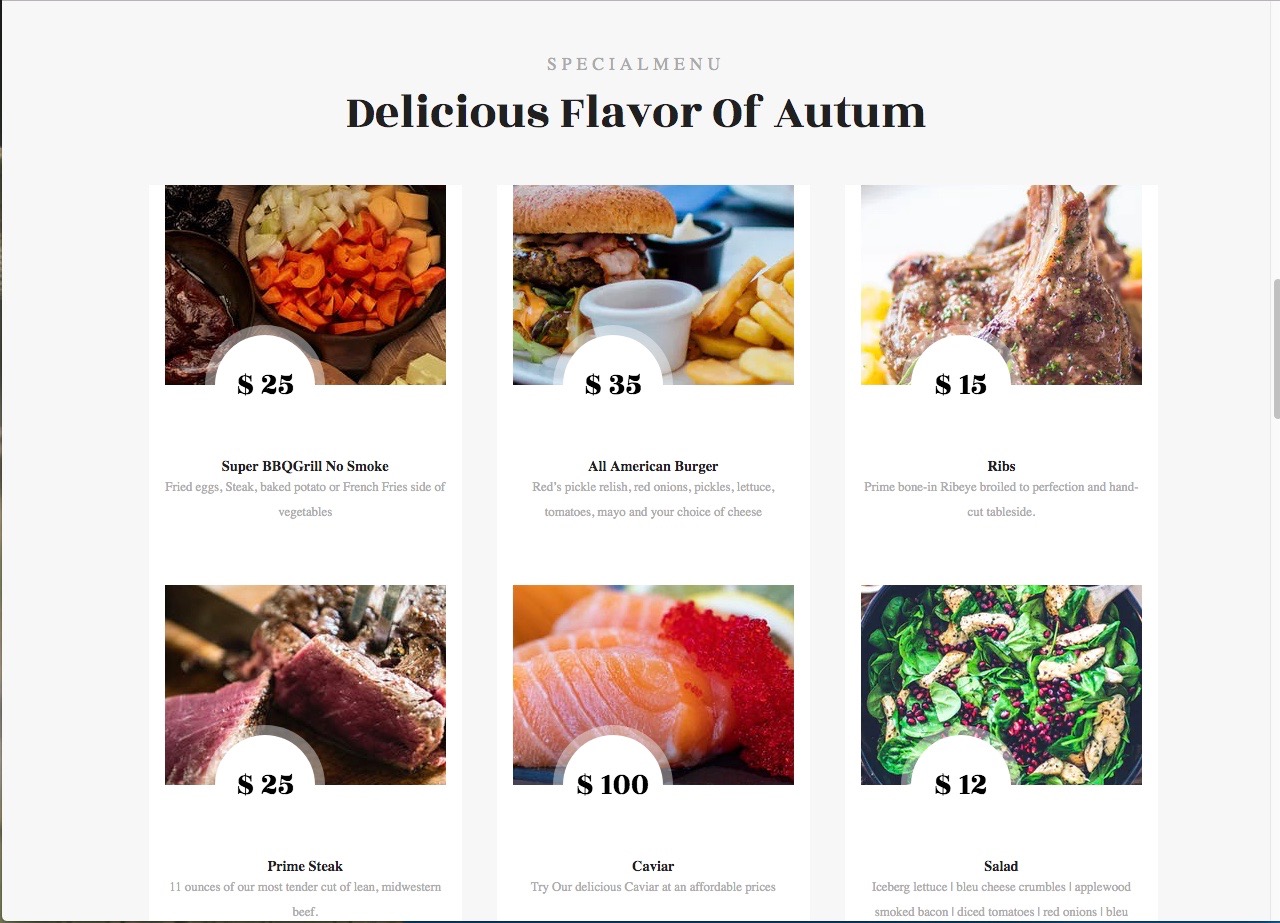 SPECIALMENU
Delicious Flavor Of Autum
$ 25
$ 35
$ 15
Super BBQGrill No Smoke
Fried eggs, Steak, baked potato or French Fries side of
vegetables
All American Burger
Red’s pickle relish, red onions, pickles, lettuce,
tomatoes, mayo and your choice of cheese
Ribs
Prime bone-in Ribeye broiled to perfection and hand-
cut tableside.
$ 25
$ 100
$ 12
Prime Steak
11 ounces of our most tender cut of lean, midwestern
beef.
Caviar
Try Our delicious Caviar at an affordable prices
Salad
Iceberg lettuce | bleu cheese crumbles | applewood
smoked bacon | diced tomatoes | red onions | bleu